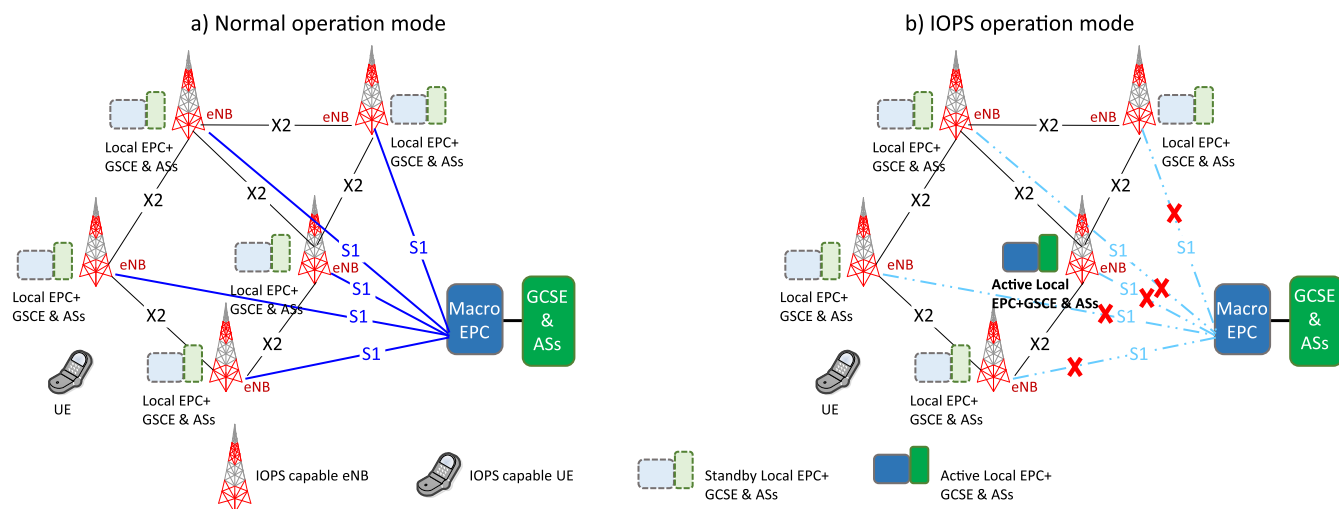 a) Normal operation mode
eNB
X2
eNB
Local EPC+
GSCE & ASs
Local EPC+
GSCE & ASs
X2
X2
X2
S1
S1
eNB
Local EPC+
GSCE & ASs
eNB
Local EPC+
GSCE & ASs
S1
S1
Macro
EPC
GCSE
&
ASs
X2
X2
S1
eNB
Local EPC+
GSCE & ASs
UE
b) IOPS operation mode
eNB
X2
eNB
Local EPC+
GSCE & ASs
Local EPC+
GSCE & ASs
X2
X2
X2
S1
S1
eNB
Local EPC+
GSCE & ASs
eNB
Active Local
EPC+GSCE & ASs
S1
S1
Macro
EPC
GCSE
&
ASs
X2
X2
S1
eNB
Local EPC+
GSCE & ASs
UE
IOPS capable eNB
IOPS capable UE
Standby Local EPC+
GCSE & ASs
Active Local EPC+
GCSE & ASs